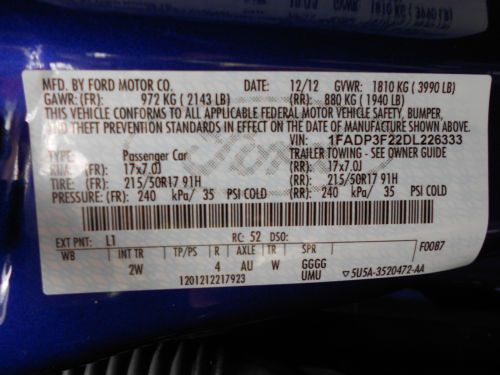 MFD. BY FORD MOTOR CO. DATE: 12/12 GVWR: 1810 KG ( 3990 LB)
GAWR: (FR): 972 KG ( 2143 LB) (RR): 880 KG ( 1940 LB)
THIS VEHICLE CONFORMS TO ALL APPLICABLE FEDERAL MOTOR VEHICLE SAFETY, BUMPER,
AND THEFT PREVENTION STANDARDS IN EFFECT ON THE DATE OF MANUFACTURE SHOWN ABOVE.
VIN: 1FADP3F22DL226333
TYPE: Passenger Car TRAILER TOWING - SEE OWNER GUIDE
RIM: (FR): 17x7.0J (RR): 17x7.0J
TIRE: (FR): 215/50R17 91H (RR): 215/50R17 91H
PRESSURE: (FR): 240 kPa/ 35 PSI COLD (RR): 240 kPa/ 35 PSI COLD
EXT PNT: L1 RC: 52 DSO: F0087
WB INT TR TP/PS R AXLE TR SPR
2W 4 AU W GGGG
1201212217923 UMU 5U5A-3520472-AA